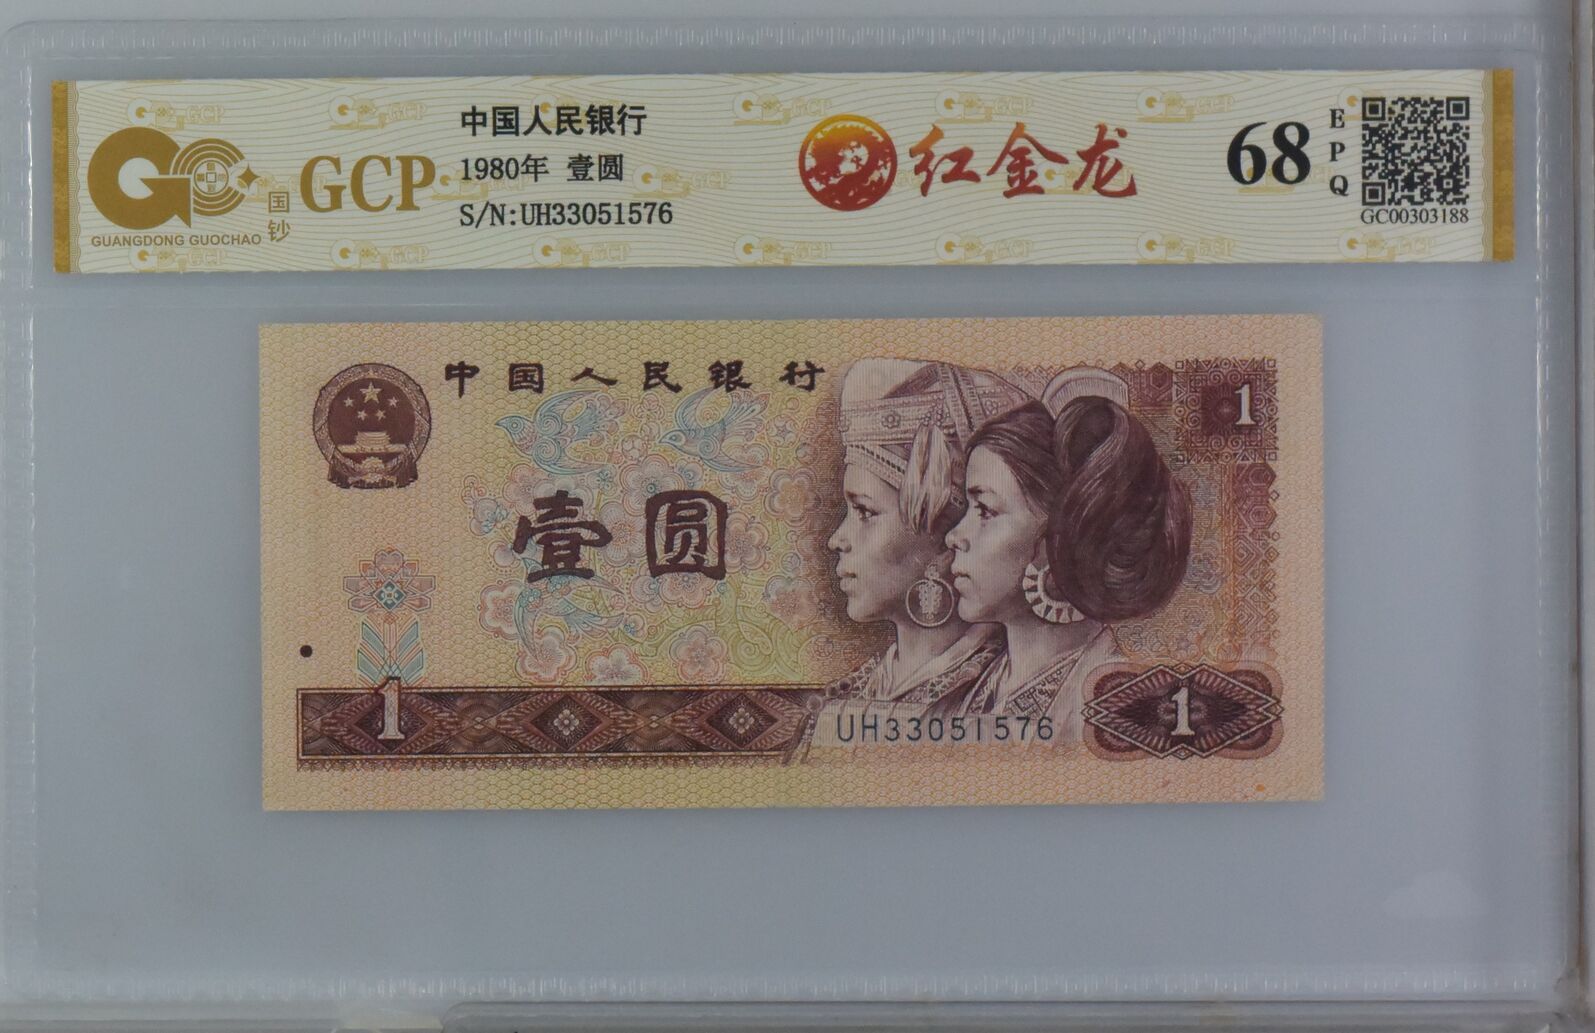 GUANGDONG GUOCHAO
国钞
GCP
中国人民银行
1980年 壹圆
S/N:UH33051576
红金龙
68
EPQ
GC00303188
中国人民银行
1
壹圆
1
UH33051576
1